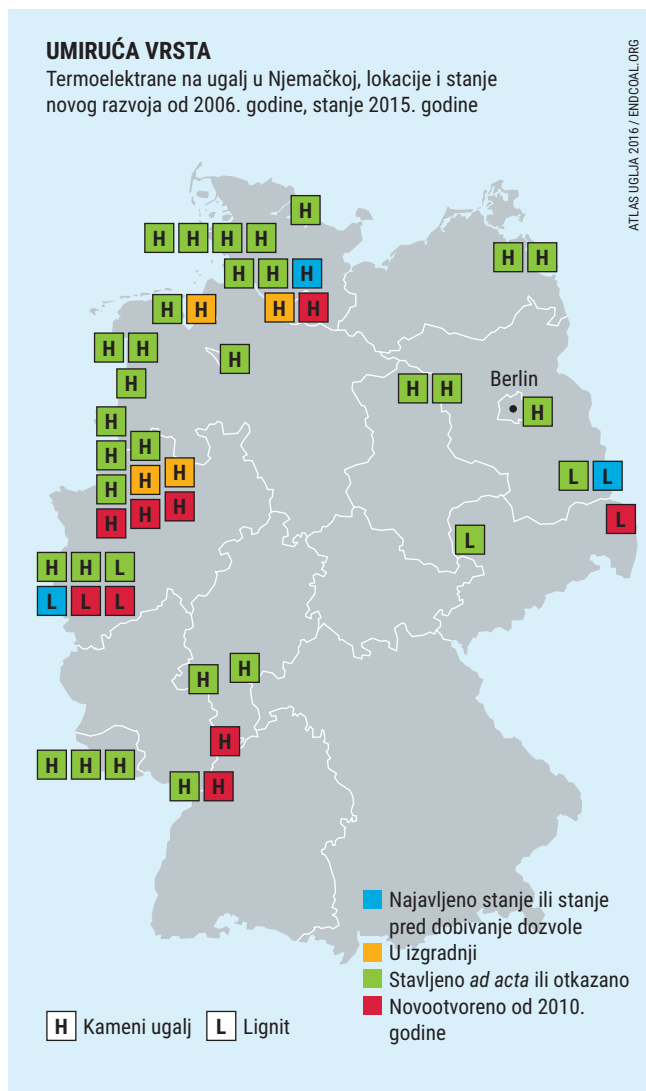 UMIRUĆA VRSTA
Termoelektrane na ugalj u Njemačkoj, lokacije i stanje
novog razvoja od 2006. godine, stanje 2015. godine
ATLAS UGLJA 2016 / ENDCOAL.ORG
H
H H H H
H H H
H H
H H
H H
H H
H
H
H H
Berlin
H
H
H
H
H
H
H
H
H
H
H
H
L L
L
L
H H L
L L L
H
H
H
H H H
H H
Najavljeno stanje ili stanje
pred dobivanje dozvole
U izgradnji
Stavljeno ad acta ili otkazano
Novootvoreno od 2010.
godine
H Kameni ugalj L Lignit